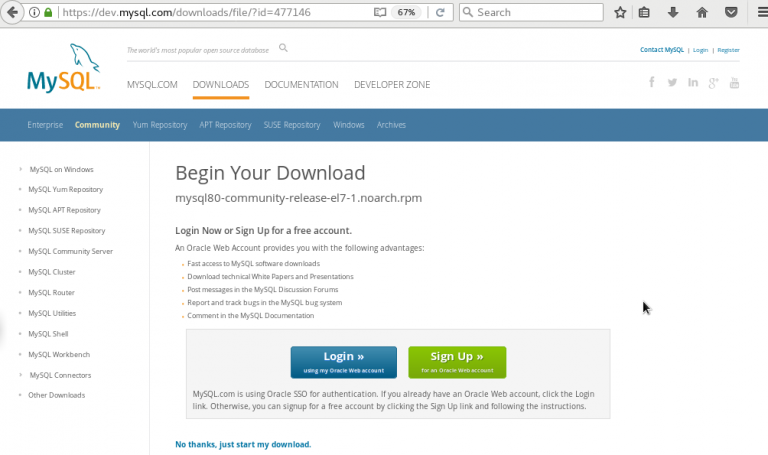 https://dev.mysql.com/downloads/file/?id=477146
67%
Search
MySQL
The world's most popular open source database
Contact MySQL | Login | Register
MYSQL.COM DOWNLOADS DOCUMENTATION DEVELOPER ZONE
Enterprise Community Yum Repository APT Repository SUSE Repository Windows Archives
MySQL on Windows
MySQL Yum Repository
MySQL APT Repository
MySQL SUSE Repository
MySQL Community Server
MySQL Cluster
MySQL Router
MySQL Utilities
MySQL Shell
MySQL Workbench
MySQL Connectors
Other Downloads
Begin Your Download
mysql80-community-release-el7-1.noarch.rpm
Login Now or Sign Up for a free account.
An Oracle Web Account provides you with the following advantages:
Fast access to MySQL software downloads
Download technical White Papers and Presentations
Post messages in the MySQL Discussion Forums
Report and track bugs in the MySQL bug system
Comment in the MySQL Documentation
Login »
using my Oracle Web account
Sign Up »
for an Oracle Web account
MySQL.com is using Oracle SSO for authentication. If you already have an Oracle Web account, click the Login
link. Otherwise, you can signup for a free account by clicking the Sign Up link and following the instructions.
No thanks, just start my download.